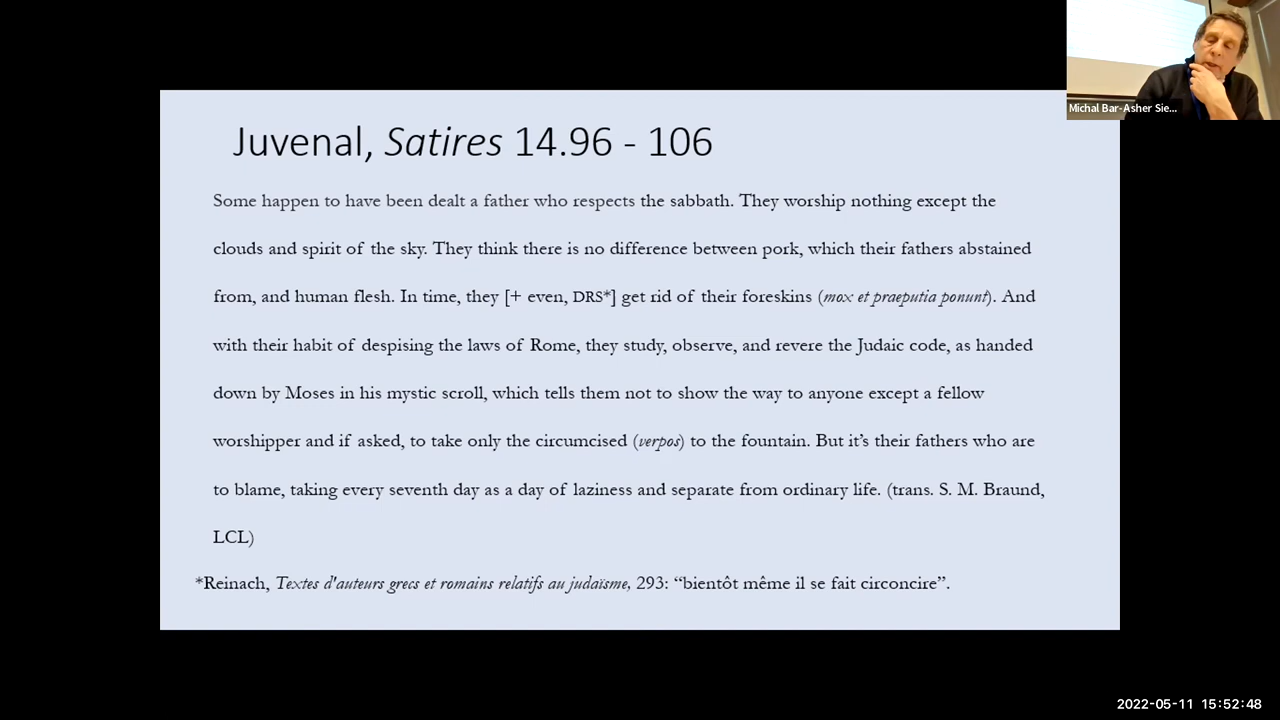 Michal Bar-Asher Sie...
Juvenal, Satires 14.96 - 106
Some happen to have been dealt a father who respects the sabbath. They worship nothing except the
clouds and spirit of the sky. They think there is no difference between pork, which their fathers abstained
from, and human flesh. In time, they [+ even, DRS*] get rid of their foreskins (mox et praeputia ponunt). And
with their habit of despising the laws of Rome, they study, observe, and revere the Judaic code, as handed
down by Moses in his mystic scroll, which tells them not to show the way to anyone except a fellow
worshipper and if asked, to take only the circumcised (verpos) to the fountain. But it’s their fathers who are
to blame, taking every seventh day as a day of laziness and separate from ordinary life. (trans. S. M. Braund,
LCL)
*Reinach, Textes d'auteurs grecs et romains relatifs au judaïsme, 293: “bientôt même il se fait circoncire”.
2022-05-11 15:52:48